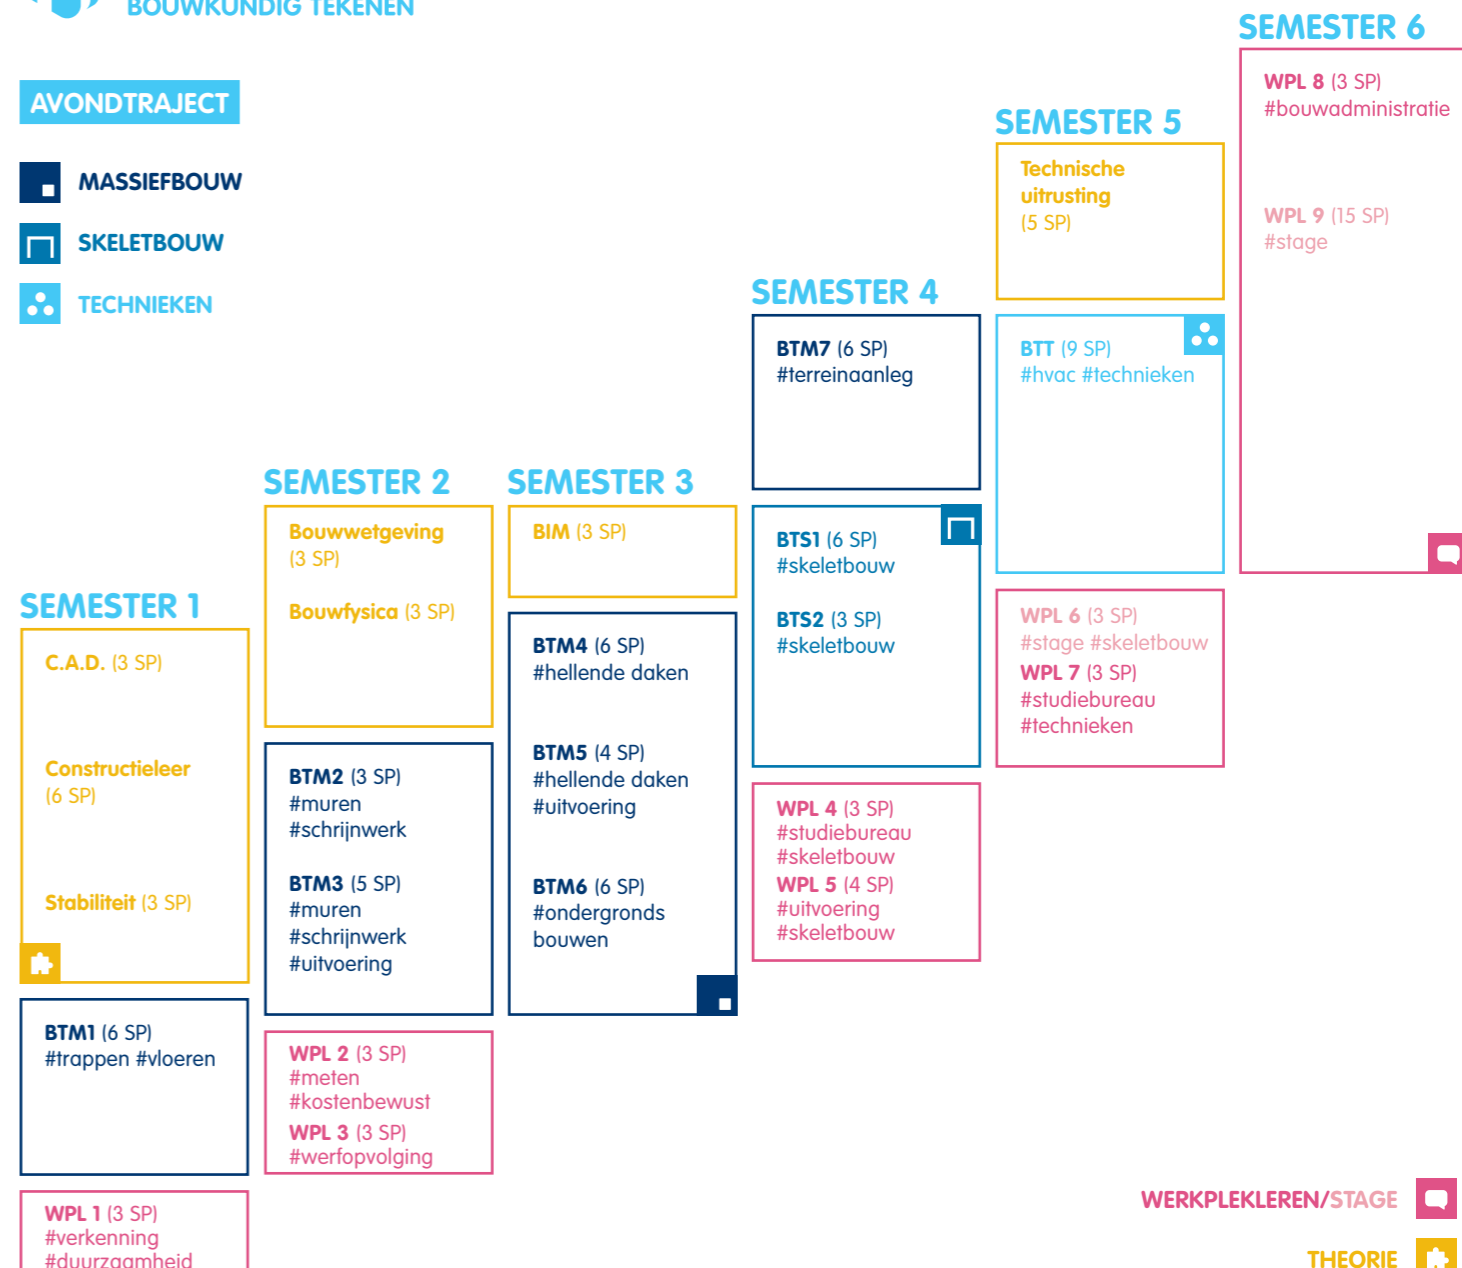 BOUWKUNDIG TEKENEN
AVONDTRAJECT
MASSIEFBOUW
SKELETBOUW
TECHNIEKEN
SEMESTER 1
C.A.D. (3 SP)
Constructieleer
(6 SP)
Stabiliteit (3 SP)
BTM1 (6 SP)
#trappen #vloeren
WPL 1 (3 SP)
#verkenning
#duurzaamheid
SEMESTER 2
Bouwwetgeving
(3 SP)
Bouwfysica (3 SP)
BTM2 (3 SP)
#muren
#schrijnwerk
BTM3 (5 SP)
#muren
#schrijnwerk
#uitvoering
WPL 2 (3 SP)
#meten
#kostenbewust
WPL 3 (3 SP)
#werfopvolging
SEMESTER 3
BIM (3 SP)
BTM4 (6 SP)
#hellende daken
BTM5 (4 SP)
#hellende daken
#uitvoering
BTM6 (6 SP)
#ondergronds
bouwen
SEMESTER 4
BTM7 (6 SP)
#terreinaanleg
BTS1 (6 SP)
#skeletbouw
BTS2 (3 SP)
#skeletbouw
WPL 4 (3 SP)
#studiebureau
#skeletbouw
WPL 5 (4 SP)
#uitvoering
#skeletbouw
SEMESTER 5
Technische
uitrusting
(5 SP)
BTT (9 SP)
#hvac #technieken
WPL 6 (3 SP)
#stage #skeletbouw
WPL 7 (3 SP)
#studiebureau
#technieken
SEMESTER 6
WPL 8 (3 SP)
#bouwadministratie
WPL 9 (15 SP)
#stage
WERKPLEKLEREN/STAGE
THEORIE